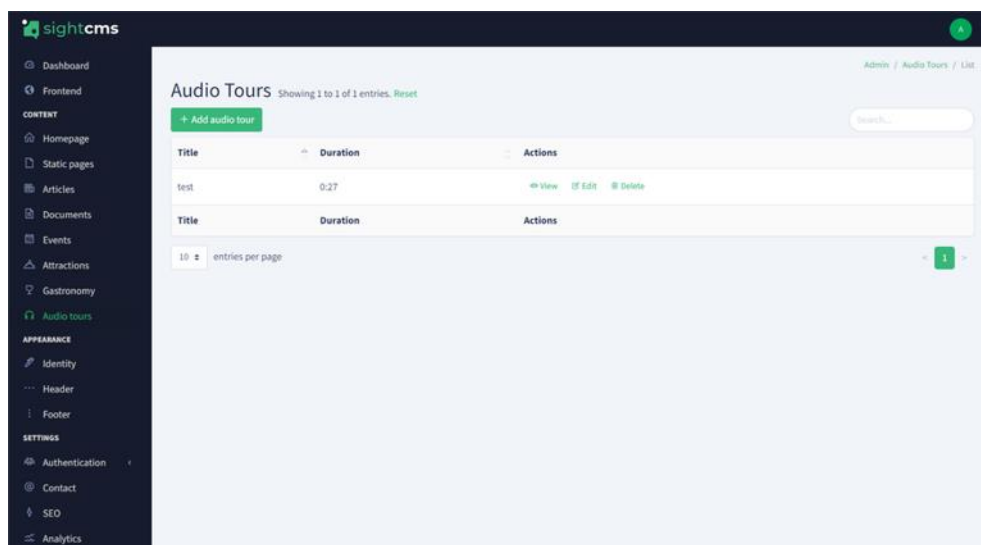 sightcms
A
Dashboard
Frontend
CONTENT
Homepage
Static pages
Articles
Documents
Events
Attractions
Gastronomy
Audio tours
APPEARANCE
Identity
Header
Footer
SETTINGS
Authentication
Contact
SEO
Analytics
Admin / Audio Tours / List
Audio Tours Showing 1 to 1 of 1 entries. Reset
+ Add audio tour
Search...
Title Duration Actions
test 0:27 View Edit Delete
Title Duration Actions
10 entries per page
< 1 >